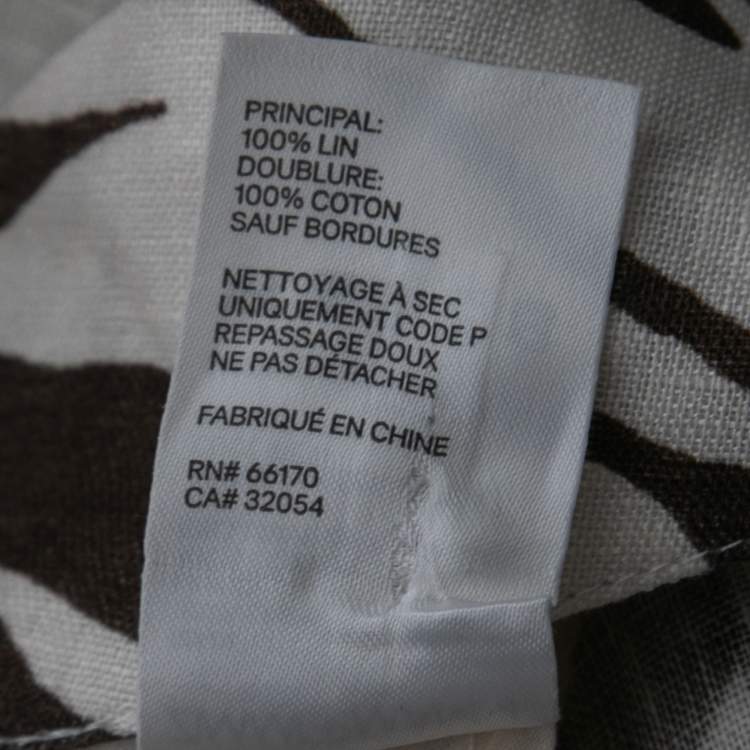 PRINCIPAL:
100% LIN
DOUBLURE:
100% COTON
SAUF BORDURES
NETTOYAGE À SEC
UNIQUEMENT CODE P
REPASSAGE DOUX
NE PAS DÉTACHER
FABRIQUÉ EN CHINE
RN# 66170
CA# 32054